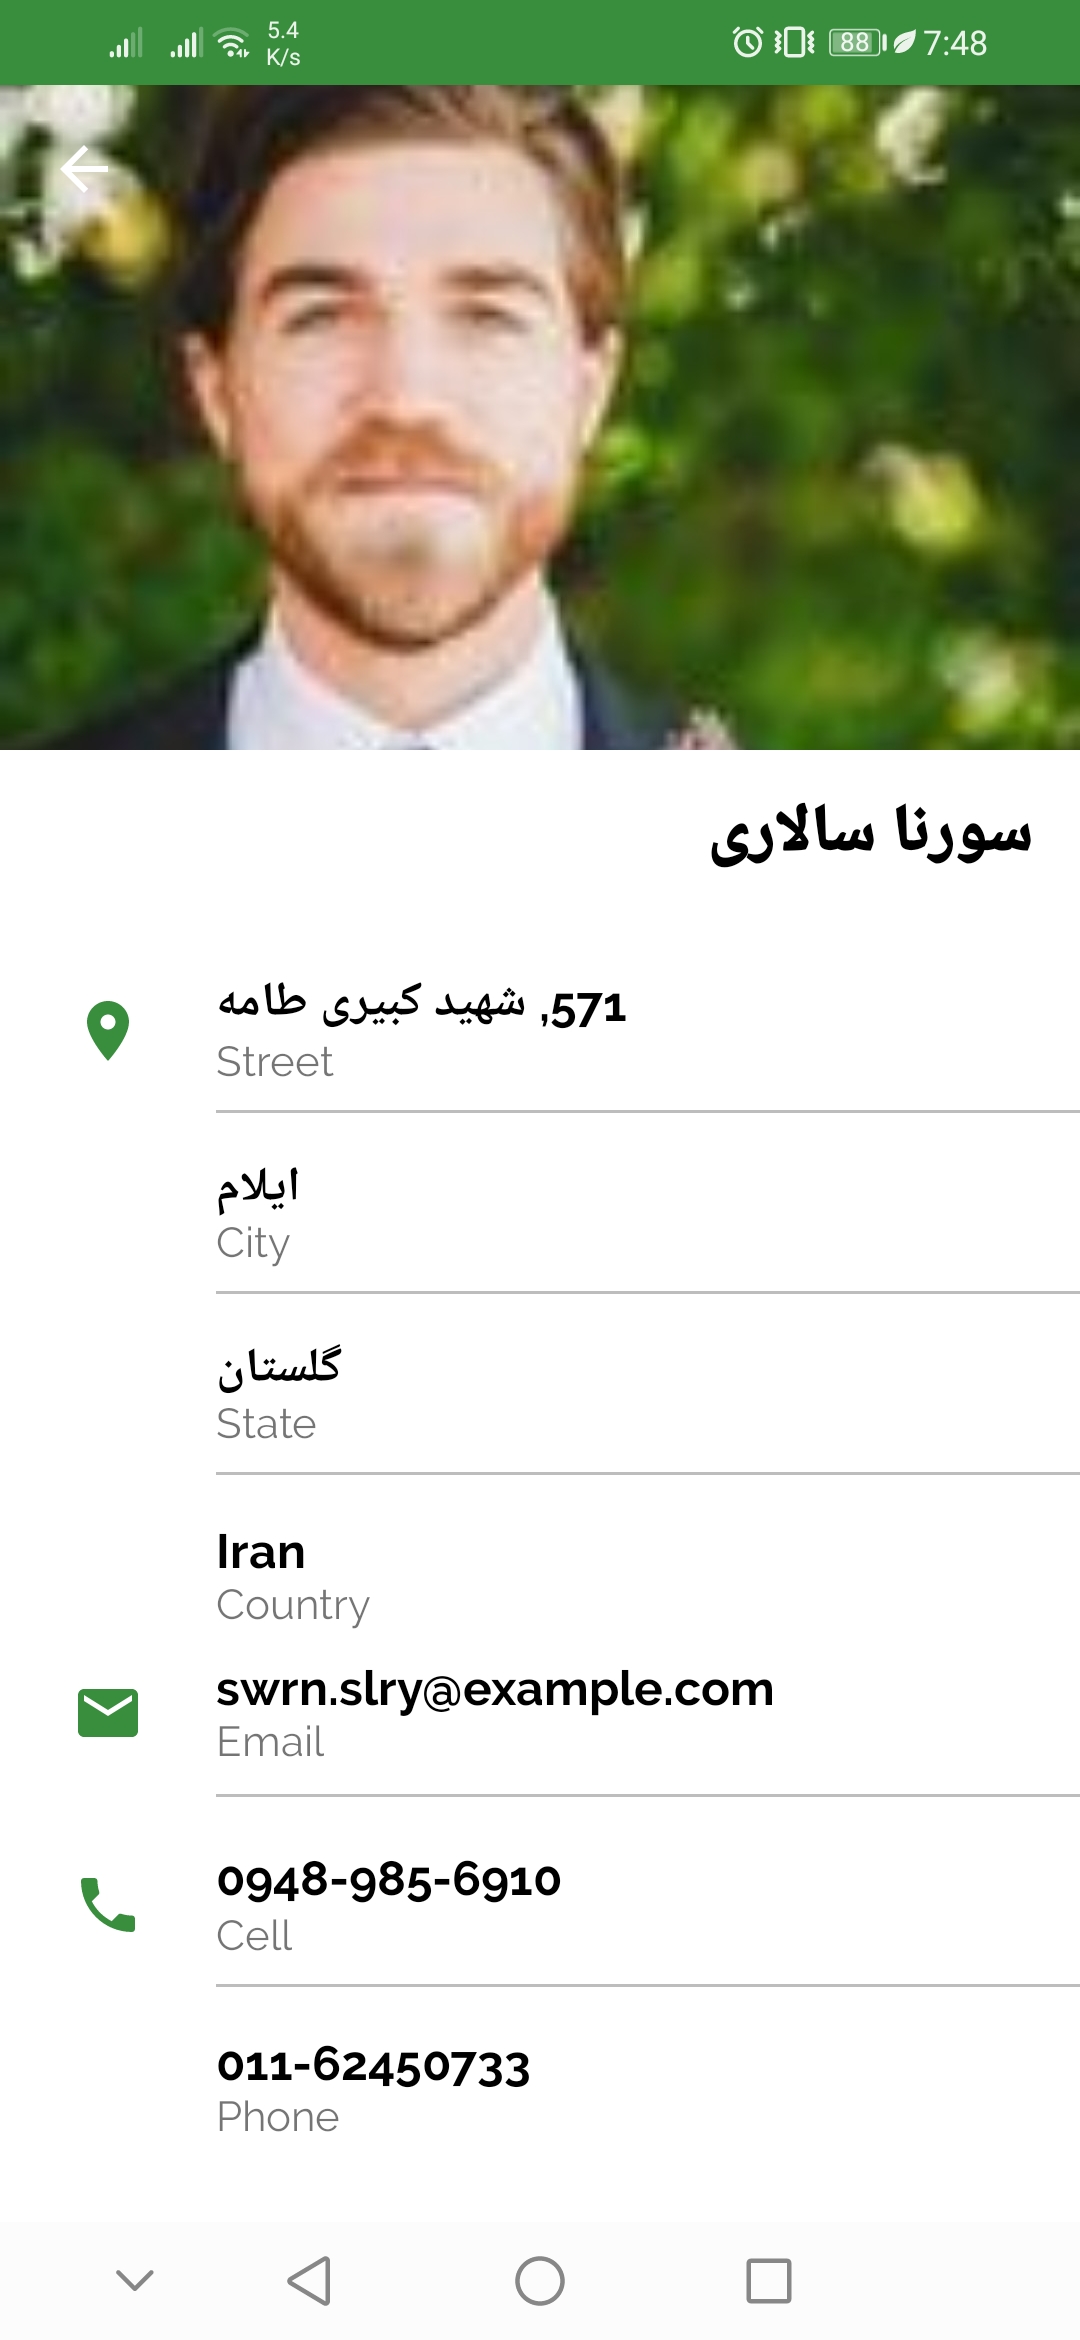 5.4
K/s
88
7:48
سورنا سالاری
571, شهید کبیری طامه
Street
ایلام
City
گلستان
State
Iran
Country
swrn.slry@example.com
Email
0948-985-6910
Cell
011-62450733
Phone